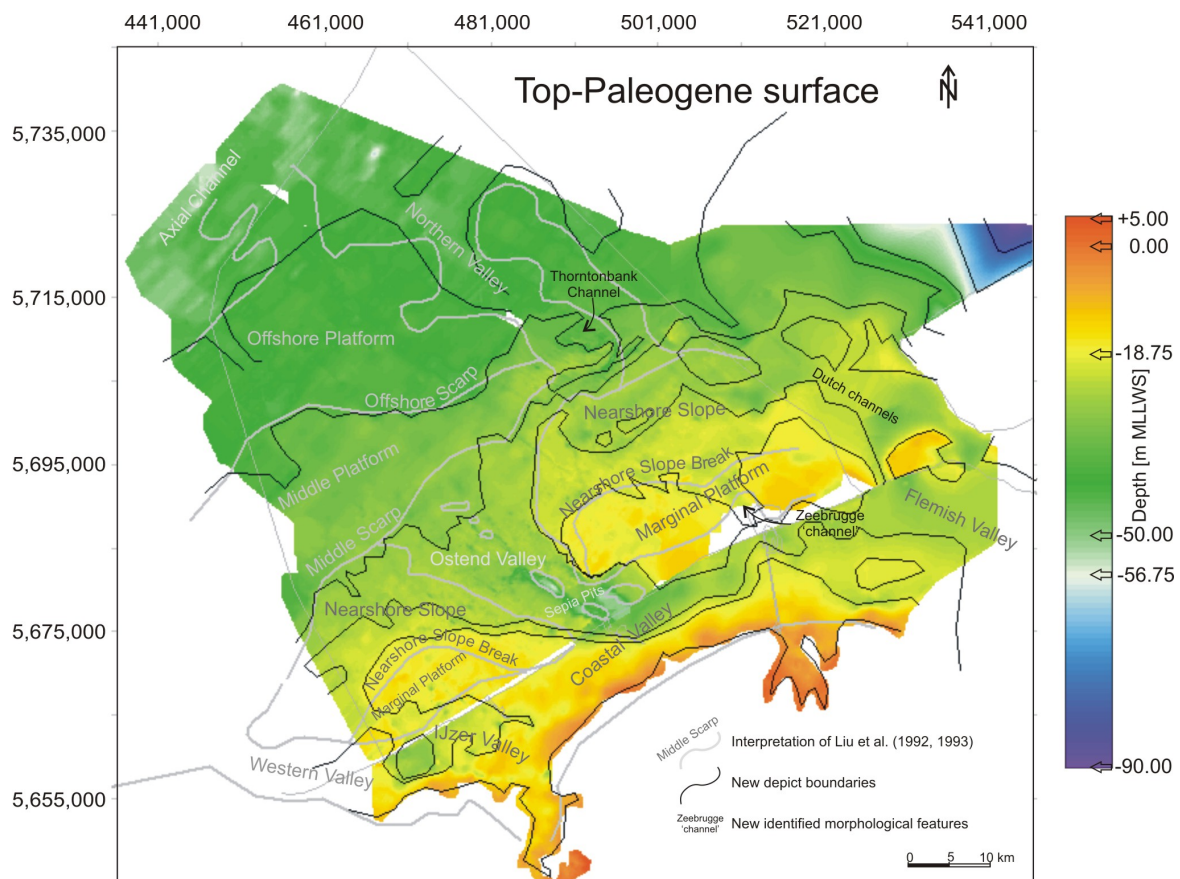 441,000
461,000
481,000
501,000
521,000
541,000
Top-Paleogene surface
N
5,735,000
5,715,000
5,695,000
5,675,000
5,655,000
Axial Channel
Northern Valley
Thorntonbank
Channel
Offshore Platform
Offshore Scarp
Nearshore Slope
Dutch channels
Middle Platform
Nearshore Slope Break
Marginal Platform
Middle Scarp
Zeebrugge
'channel'
Flemish Valley
Ostend Valley
Sepia Pits
Nearshore Slope
Coastal Valley
Nearshore Slope Break
Marginal Platform
IJzer Valley
Western Valley
Middle Scarp
Interpretation of Liu et al. (1992, 1993)
New depict boundaries
Zeebrugge
'channel'
New identified morphological features
0 5 10 km
+5.00
0.00
-18.75
-50.00
-56.75
-90.00
Depth [m MLLWS]